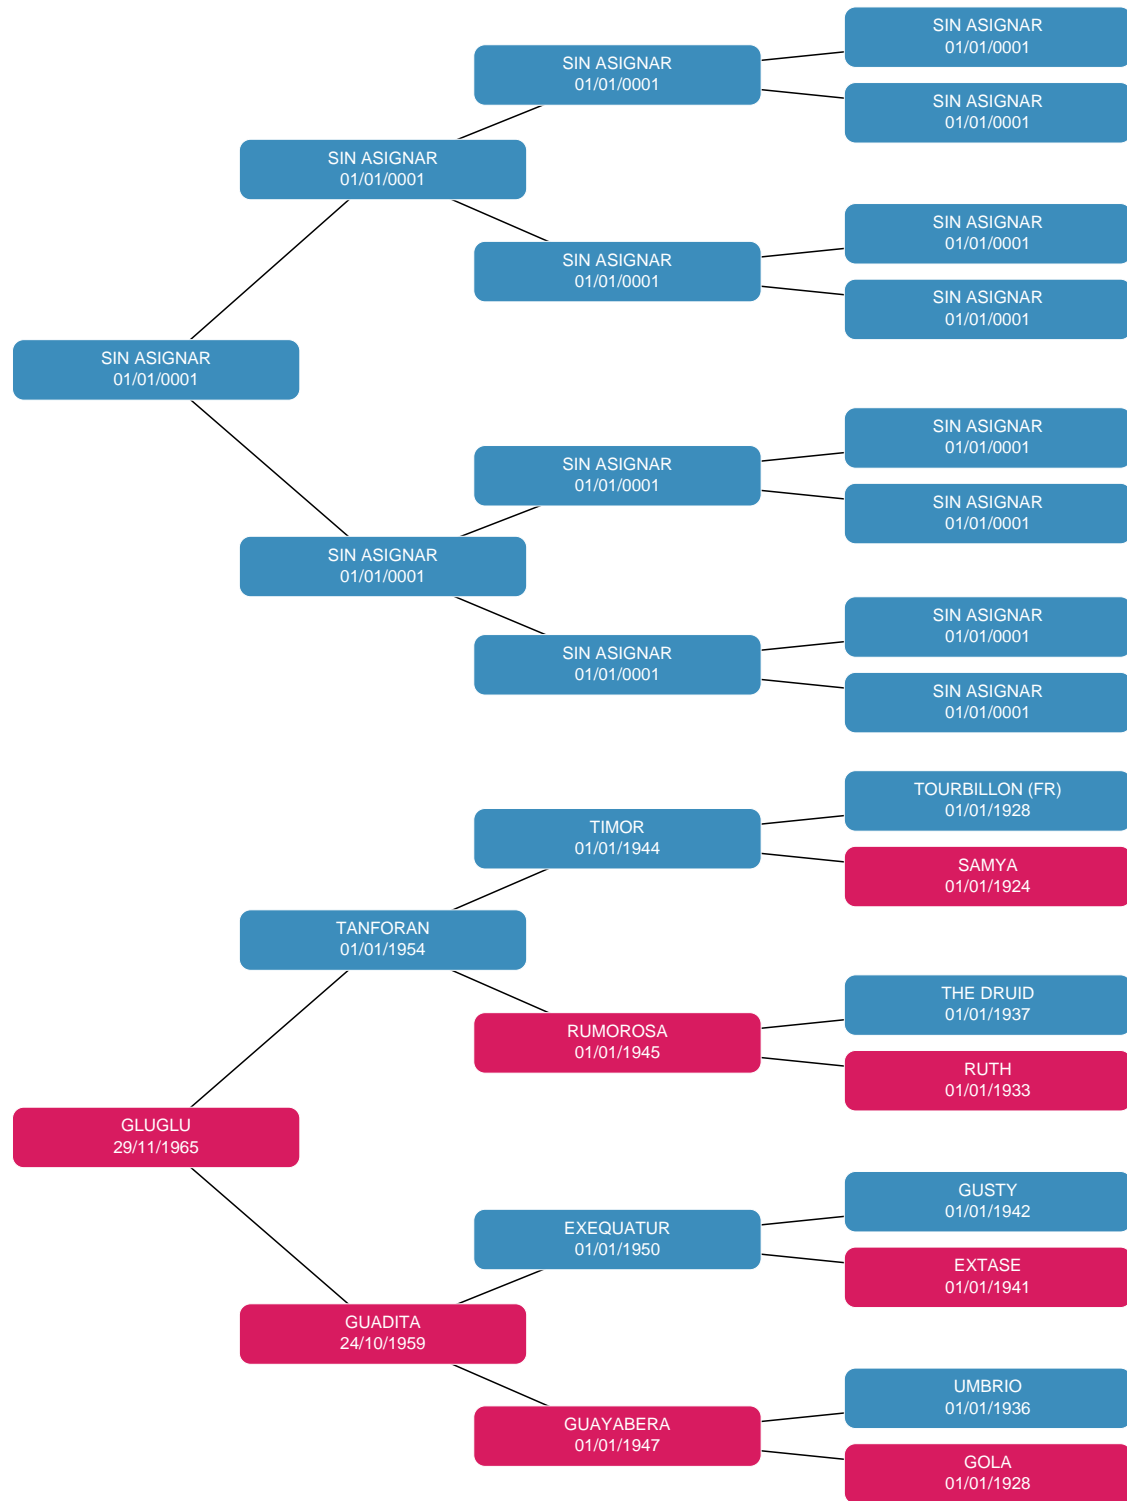 SIN ASIGNAR
01/01/0001
SIN ASIGNAR
01/01/0001
SIN ASIGNAR
01/01/0001
SIN ASIGNAR
01/01/0001
SIN ASIGNAR
01/01/0001
SIN ASIGNAR
01/01/0001
SIN ASIGNAR
01/01/0001
SIN ASIGNAR
01/01/0001
SIN ASIGNAR
01/01/0001
SIN ASIGNAR
01/01/0001
SIN ASIGNAR
01/01/0001
SIN ASIGNAR
01/01/0001
SIN ASIGNAR
01/01/0001
SIN ASIGNAR
01/01/0001
SIN ASIGNAR
01/01/0001
TOURBILLON (FR)
01/01/1928
TIMOR
01/01/1944
SAMYA
01/01/1924
TANFORAN
01/01/1954
THE DRUID
01/01/1937
RUMOROSA
01/01/1945
RUTH
01/01/1933
GLUGLU
29/11/1965
GUSTY
01/01/1942
EXEQUATUR
01/01/1950
EXTASE
01/01/1941
GUADITA
24/10/1959
UMBRIO
01/01/1936
GUAYABERA
01/01/1947
GOLA
01/01/1928